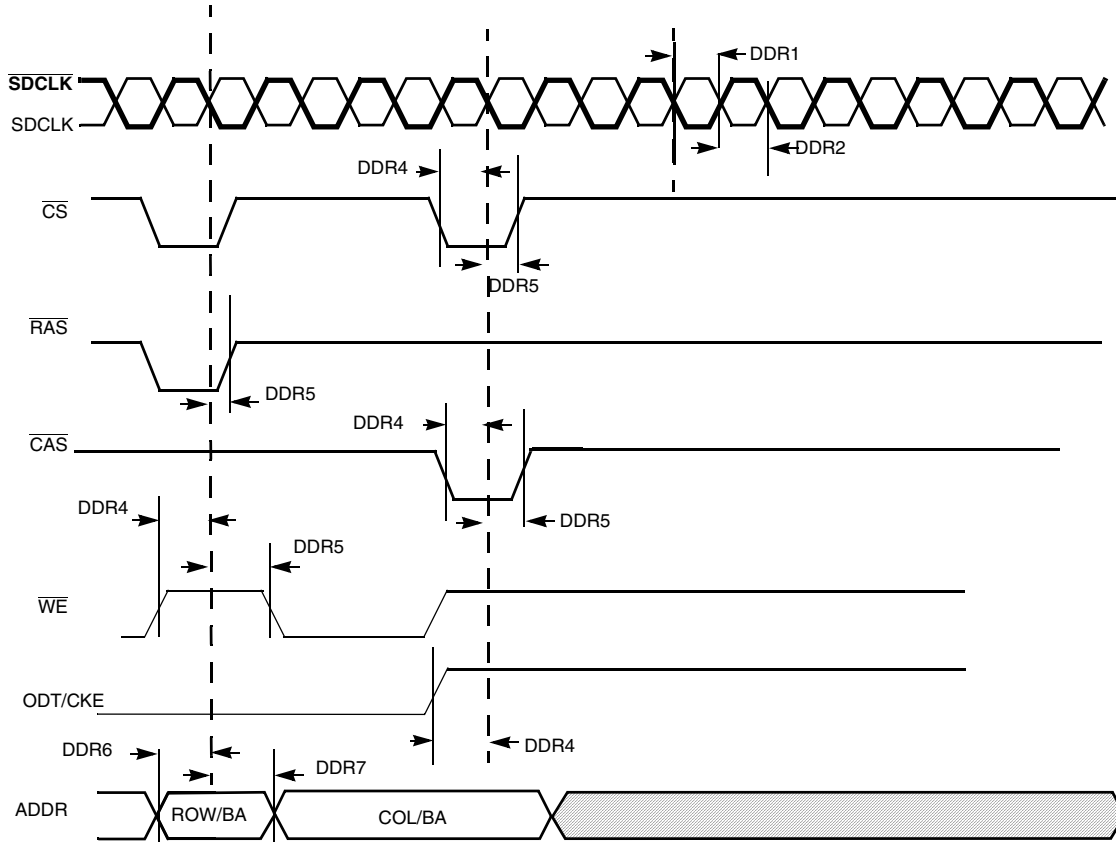 DDR1
SDCLK
SDCLK
DDR2
DDR4
CS
DDR5
RAS
DDR5
DDR4
CAS
DDR4
DDR5
DDR5
WE
ODT/CKE
DDR6
DDR4
DDR7
ADDR
ROW/BA
COL/BA